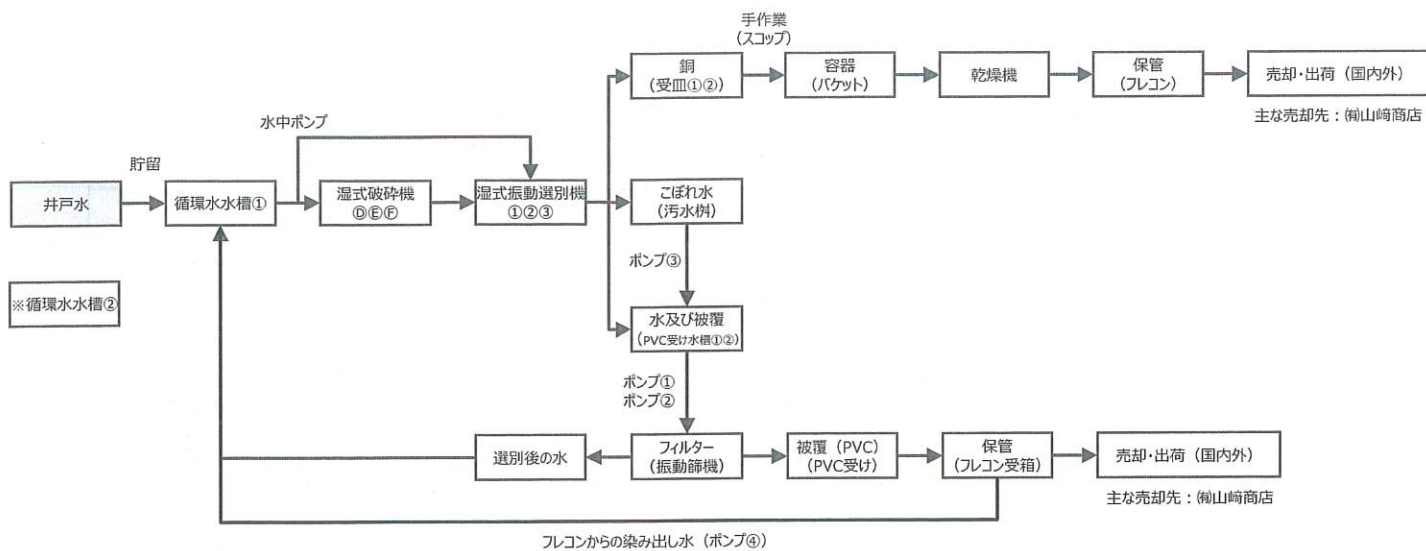 手作業
(スコップ)
銅
(受皿①②)
容器
(バケット)
乾燥機
保管
(フレコン)
売却・出荷(国内外)
主な売却先:㈲山﨑商店
水中ポンプ
貯留
井戸水
循環水水槽①
湿式破砕機
ⒹⒺⒻ
湿式振動選別機
①②③
こぼれ水
(汚水桝)
※循環水水槽②
ポンプ③
水及び被覆
(PVC受け水槽①②)
ポンプ①
ポンプ②
選別後の水
フィルター
(振動篩機)
被覆(PVC)
(PVC受け)
保管
(フレコン受箱)
売却・出荷(国内外)
主な売却先:㈲山﨑商店
フレコンからの染み出し水(ポンプ④)